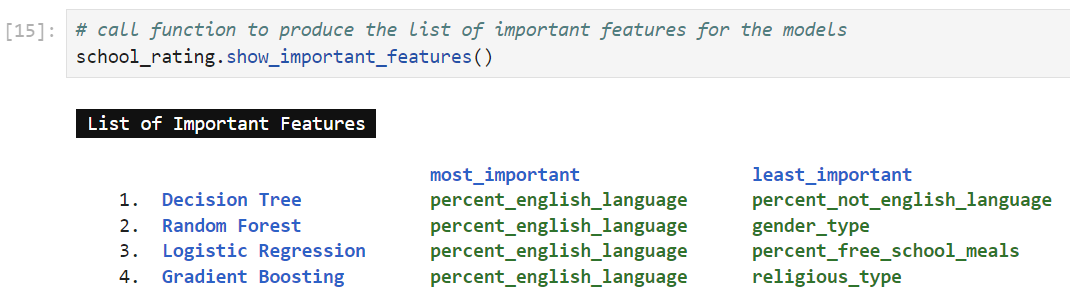 [15]: # call function to produce the list of important features for the models
school_rating.show_important_features()
List of Important Features
most_important least_important
1. Decision Tree percent_english_language percent_not_english_language
2. Random Forest percent_english_language gender_type
3. Logistic Regression percent_english_language percent_free_school_meals
4. Gradient Boosting percent_english_language religious_type